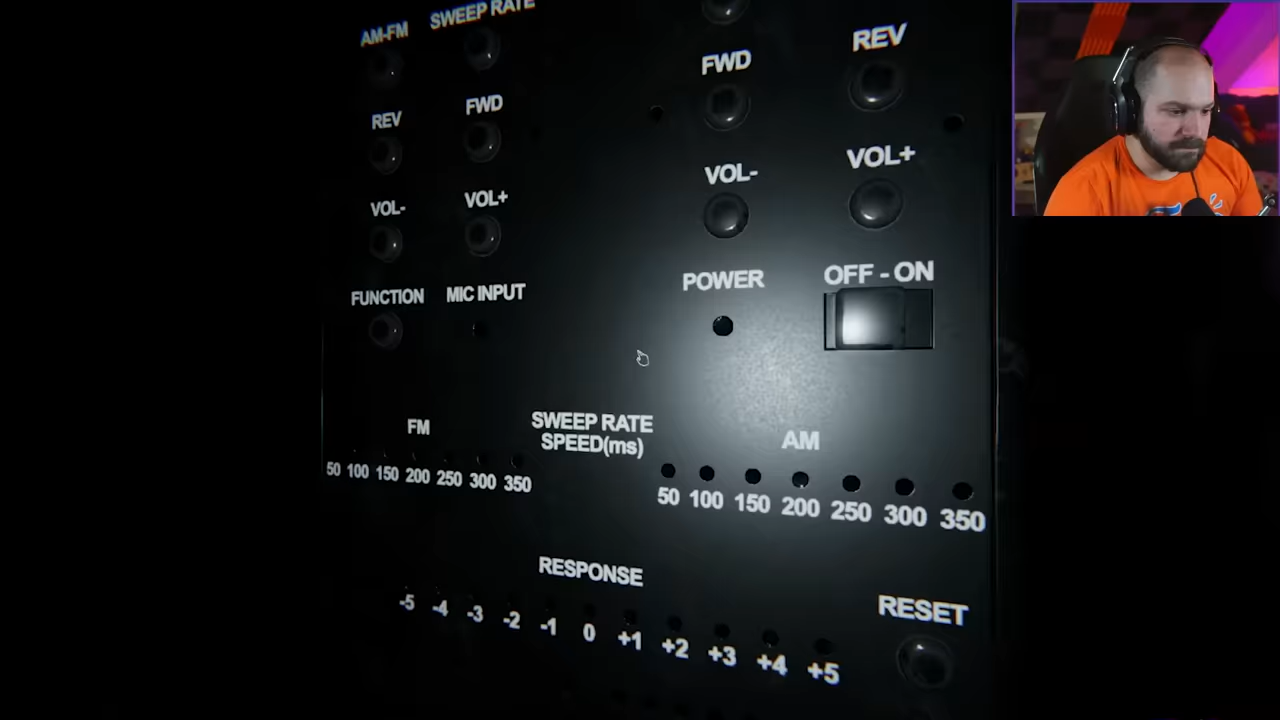 AM-FM SWEEP RATE
REV FWD
VOL- VOL+
FUNCTION MIC INPUT
FWD REV
VOL- VOL+
POWER OFF - ON
FM
50 100 150 200 250 300 350
SWEEP RATE
SPEED(ms)
AM
50 100 150 200 250 300 350
RESPONSE
-5 -4 -3 -2 -1 0 +1 +2 +3 +4 +5
RESET